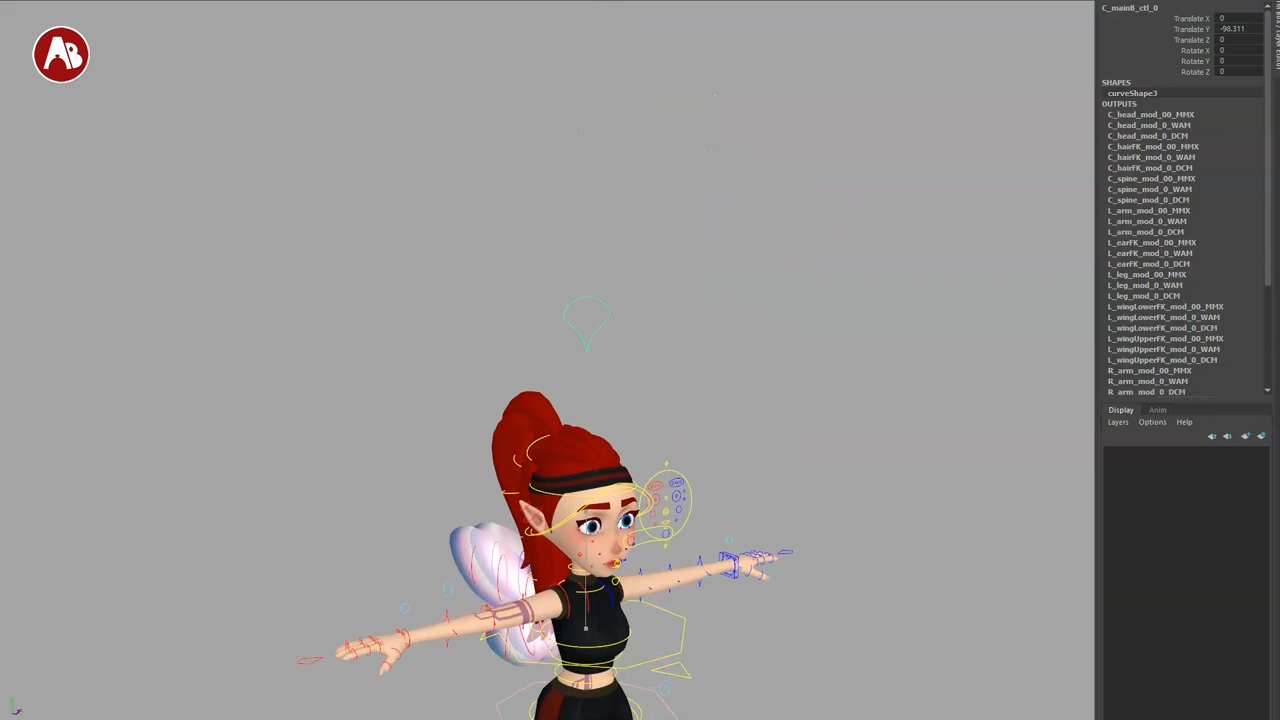 AB
C_mainB_ctl_0
Translate X 0
Translate Y -98.311
Translate Z 0
Rotate X 0
Rotate Y 0
Rotate Z 0
SHAPES
curveShape3
OUTPUTS
C_head_mod_00_MMX
C_head_mod_0_WAM
C_head_mod_0_DCM
C_hairFK_mod_00_MMX
C_hairFK_mod_0_WAM
C_hairFK_mod_0_DCM
C_spine_mod_00_MMX
C_spine_mod_0_WAM
C_spine_mod_0_DCM
L_arm_mod_00_MMX
L_arm_mod_0_WAM
L_arm_mod_0_DCM
L_earFK_mod_00_MMX
L_earFK_mod_0_WAM
L_earFK_mod_0_DCM
L_leg_mod_00_MMX
L_leg_mod_0_WAM
L_leg_mod_0_DCM
L_wingLowerFK_mod_00_MMX
L_wingLowerFK_mod_0_WAM
L_wingLowerFK_mod_0_DCM
L_wingUpperFK_mod_00_MMX
L_wingUpperFK_mod_0_WAM
L_wingUpperFK_mod_0_DCM
R_arm_mod_00_MMX
R_arm_mod_0_WAM
R_arm_mod_0_DCM
Display Anim
Layers Options Help